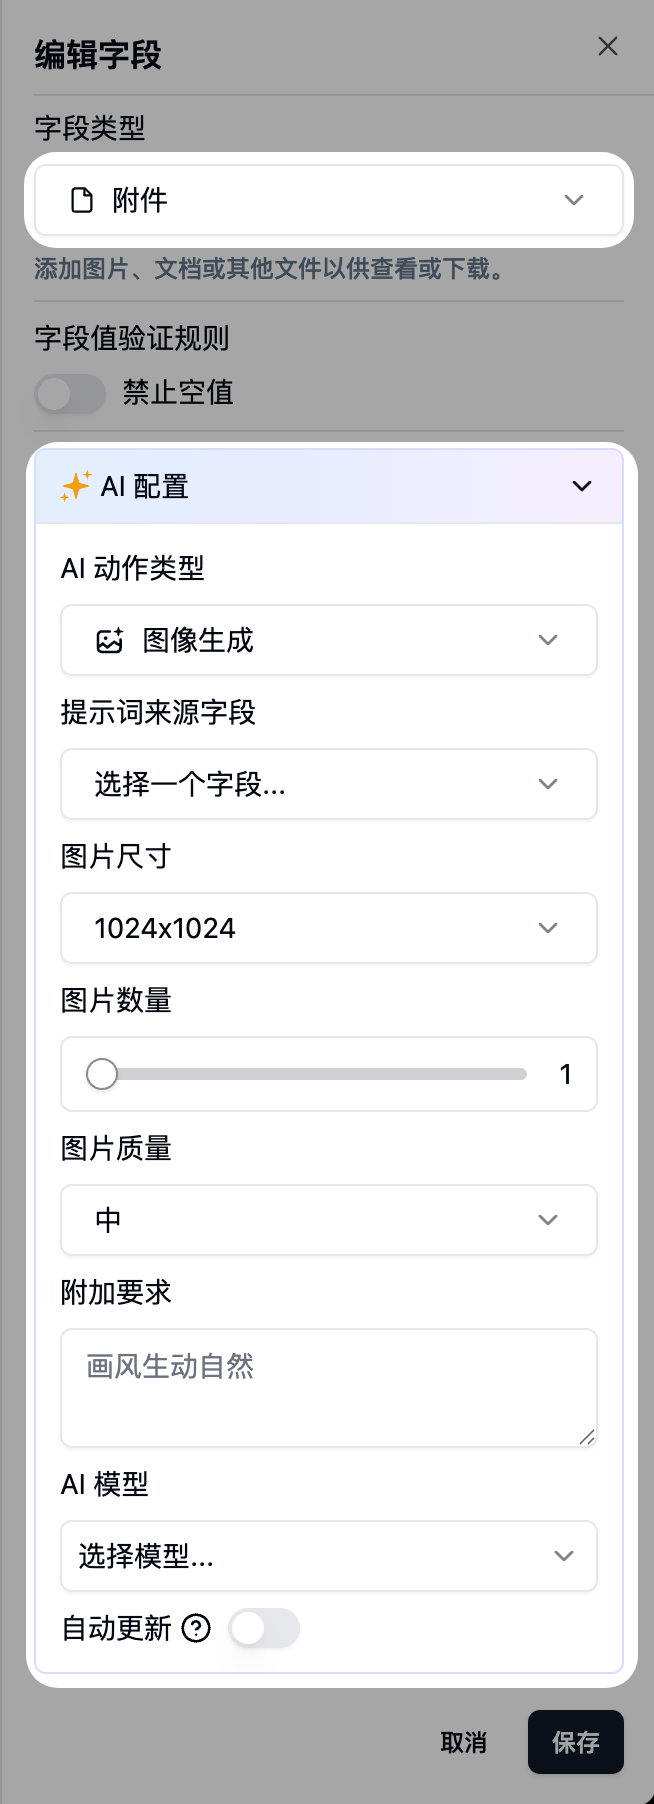 编辑字段
字段类型
附件
添加图片、文档或其他文件以供查看或下载。
字段值验证规则
禁止空值
AI 配置
AI 动作类型
图像生成
提示词来源字段
选择一个字段...
图片尺寸
1024x1024
图片数量
1
图片质量
中
附加要求
画风生动自然
AI 模型
选择模型...
自动更新 ?
取消 保存